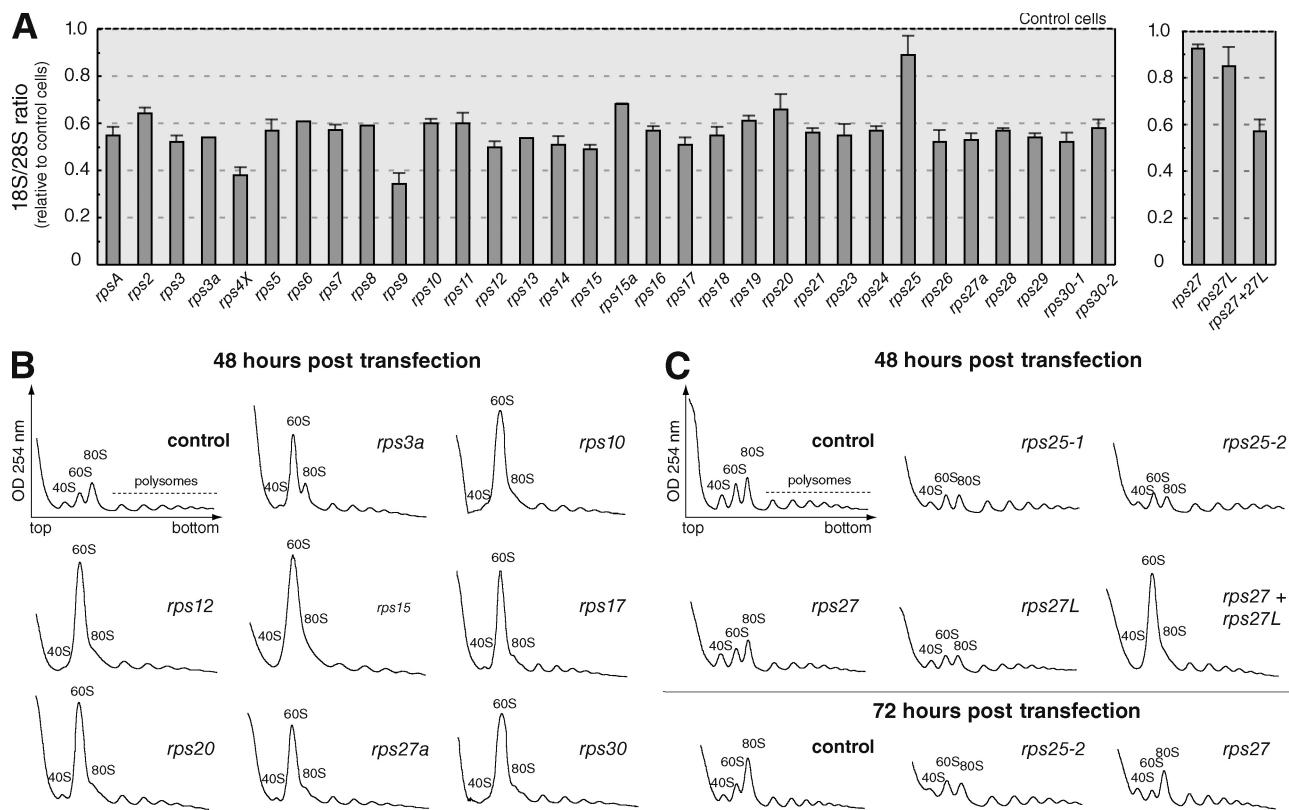 A
Control cells
18S/28S ratio
(relative to control cells)
1.0
0.8
0.6
0.4
0.2
0
rpsA rps2 rps3 rps3a rps4X rps5 rps6 rps7 rps8 rps9 rps10 rps11 rps12 rps13 rps14 rps15 rps15a rps16 rps17 rps18 rps19 rps20 rps21 rps23 rps24 rps25 rps26 rps27a rps28 rps29 rps30-1 rps30-2
1.0
0.8
0.6
0.4
0.2
0
rps27 rps27L rps27+27L
B
48 hours post transfection
OD 254 nm
control
40S 60S 80S
polysomes
top bottom
rps3a
40S 60S 80S
rps10
40S 60S 80S
rps12
40S 60S 80S
rps15
40S 60S 80S
rps17
40S 60S 80S
rps20
40S 60S 80S
rps27a
40S 60S 80S
rps30
40S 60S 80S
C
48 hours post transfection
OD 254 nm
control
40S 60S 80S
polysomes
top bottom
rps25-1
40S 60S 80S
rps25-2
40S 60S 80S
rps27
40S 60S 80S
rps27L
40S 60S 80S
rps27 +
rps27L
40S 60S 80S
72 hours post transfection
control
40S 60S 80S
rps25-2
40S 60S 80S
rps27
40S 60S 80S